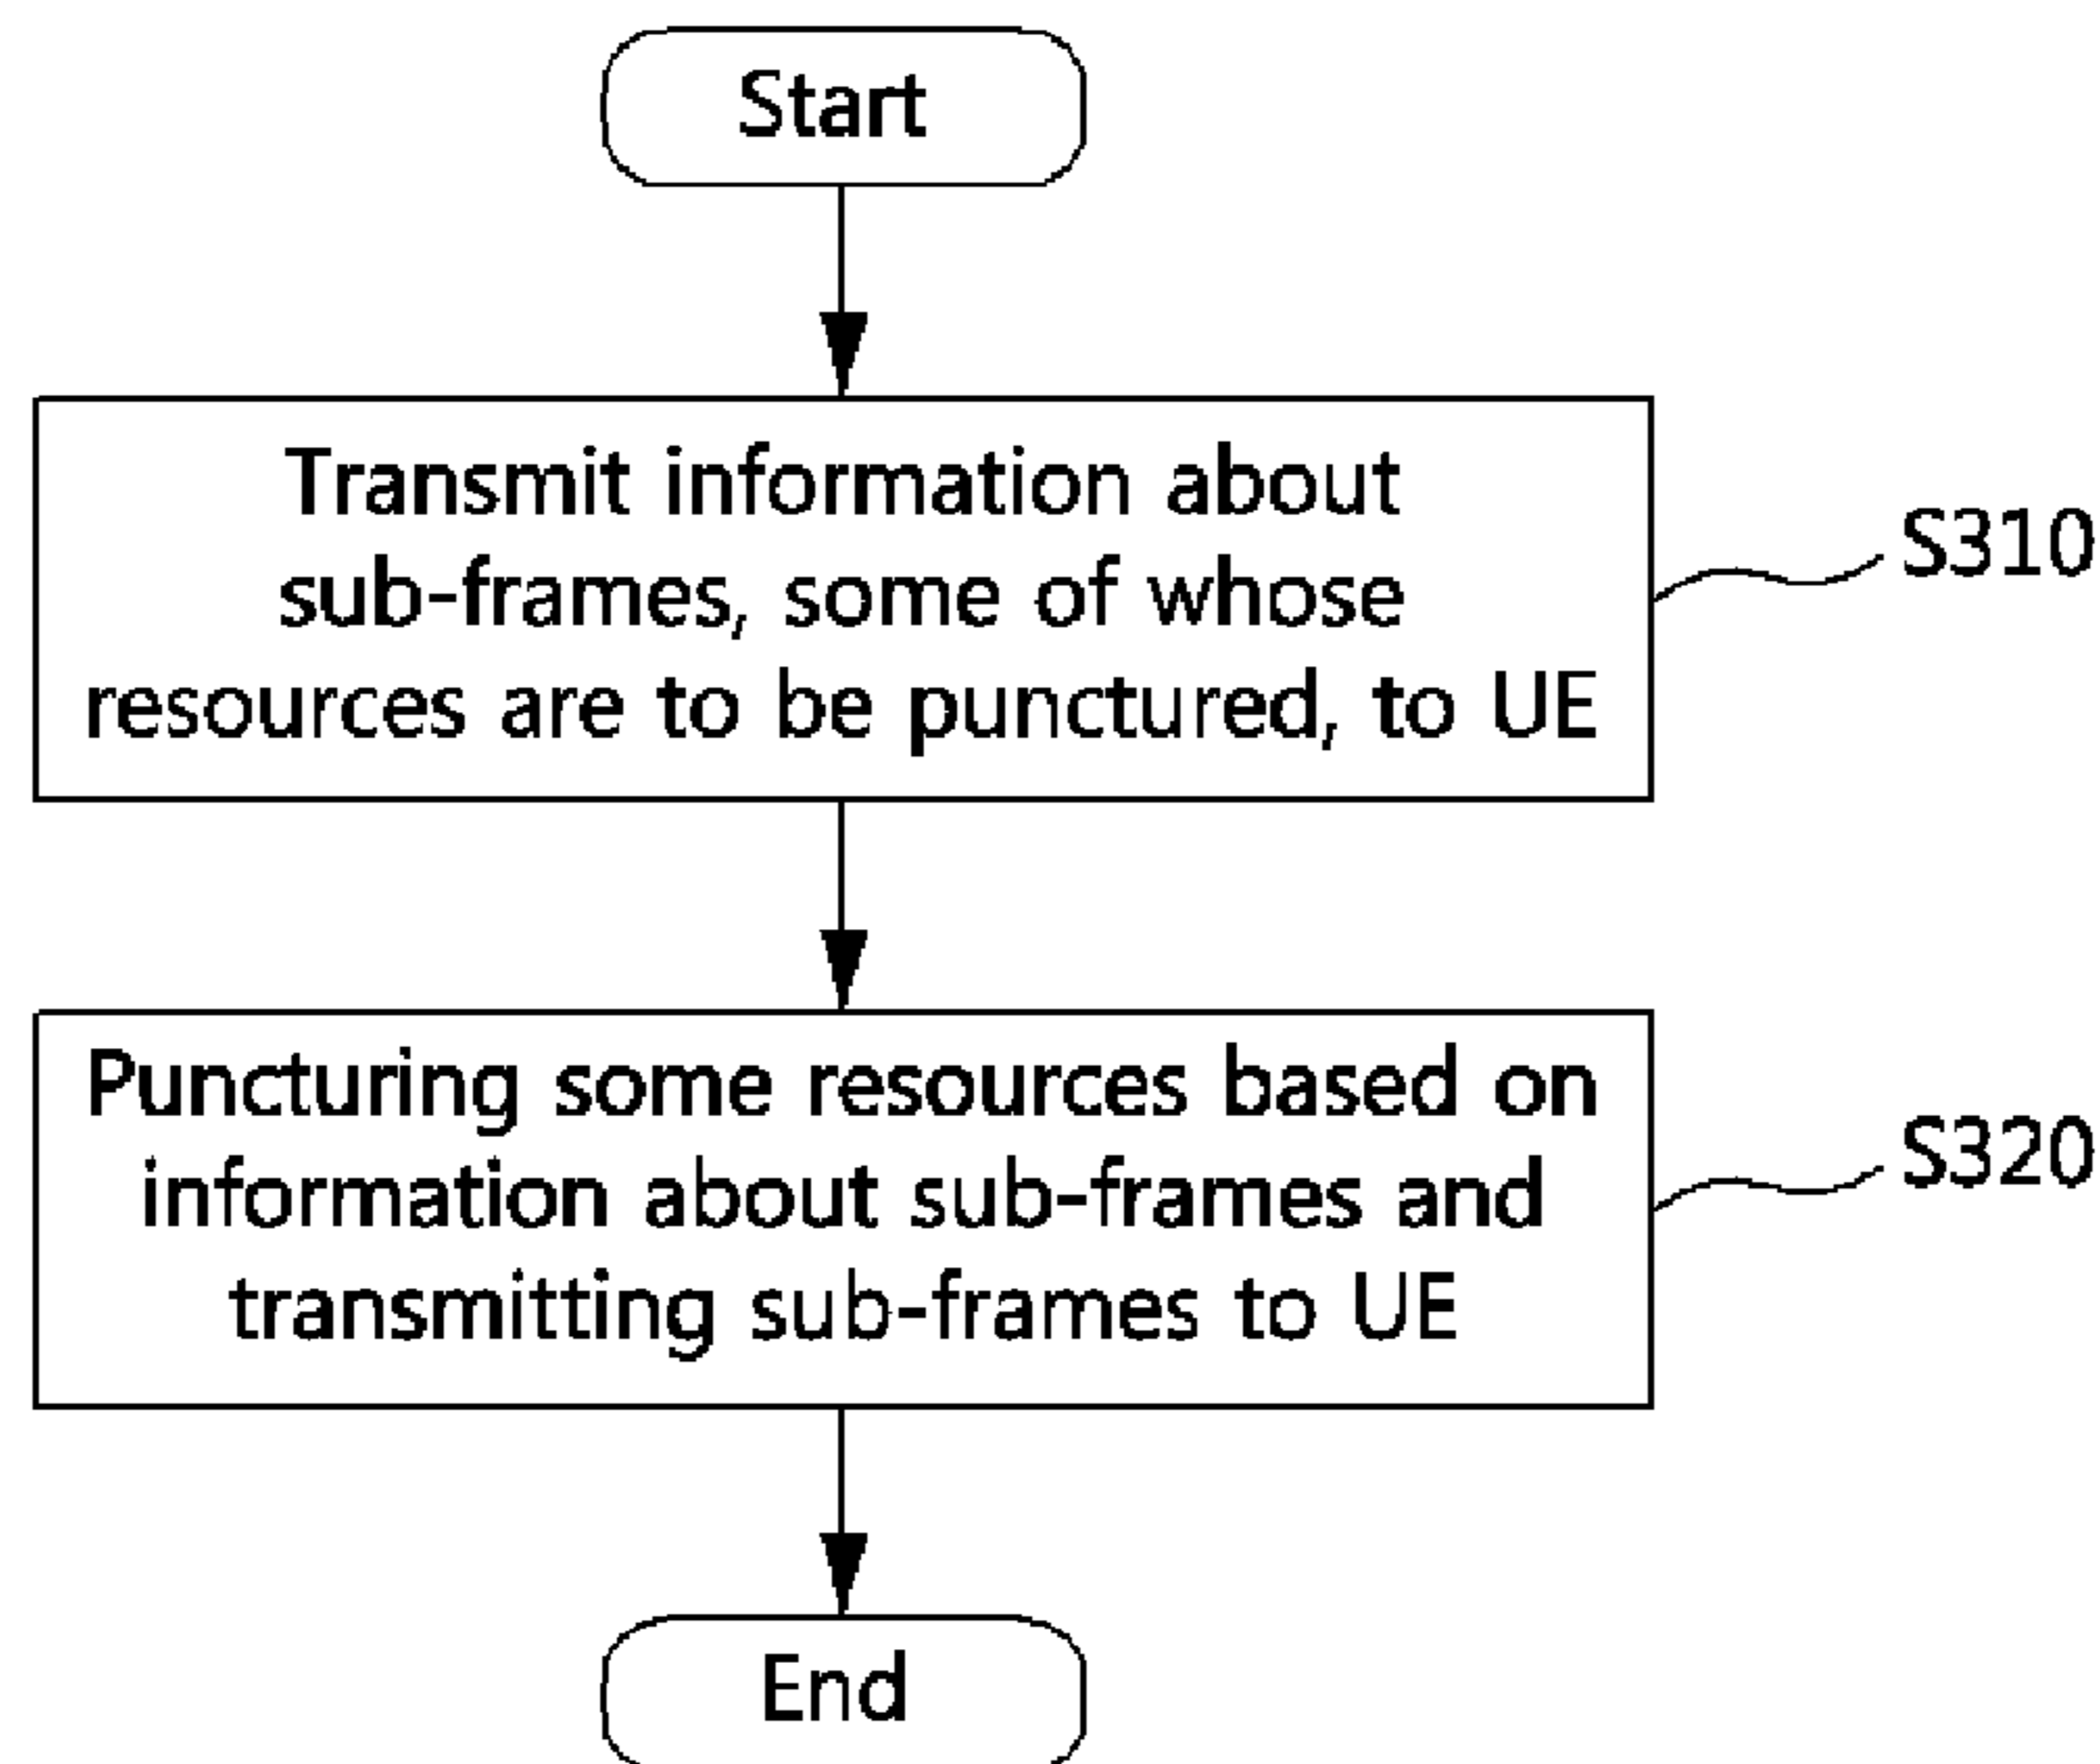 Start
Transmit information about
sub-frames, some of whose
resources are to be punctured, to UE
S310
Puncturing some resources based on
information about sub-frames and
transmitting sub-frames to UE
S320
End